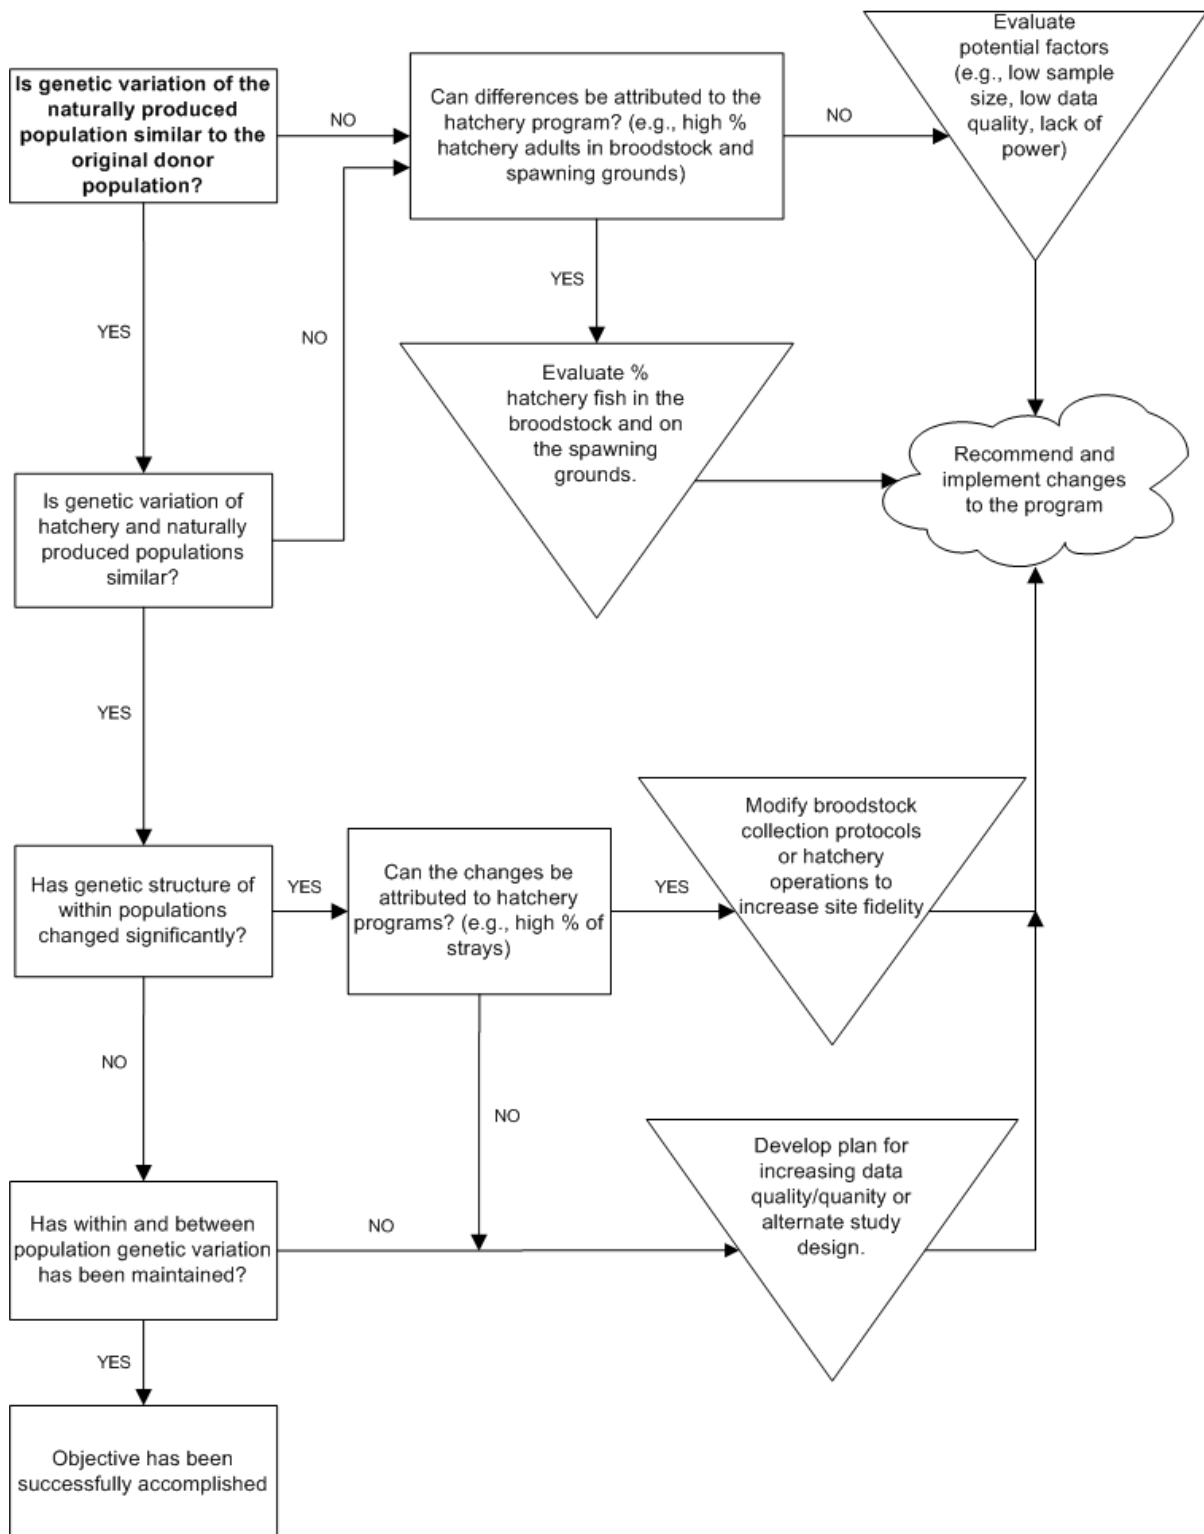 Is genetic variation of the
naturally produced
population similar to the
original donor
population?
NO
Can differences be attributed to the
hatchery program? (e.g., high %
hatchery adults in broodstock and
spawning grounds)
NO
Evaluate
potential factors
(e.g., low sample
size, low data
quality, lack of
power)
YES
NO
YES
Evaluate %
hatchery fish in the
broodstock and on
the spawning
grounds.
Recommend and
implement changes
to the program
Is genetic variation of
hatchery and naturally
produced populations
similar?
YES
Has genetic structure of
within populations
changed significantly?
YES
Can the changes be
attributed to hatchery
programs? (e.g., high % of
strays)
YES
Modify broodstock
collection protocols
or hatchery
operations to
increase site fidelity
NO
NO
Has within and between
population genetic variation
has been maintained?
NO
Develop plan for
increasing data
quality/quanity or
alternate study
design.
YES
Objective has been
successfully accomplished